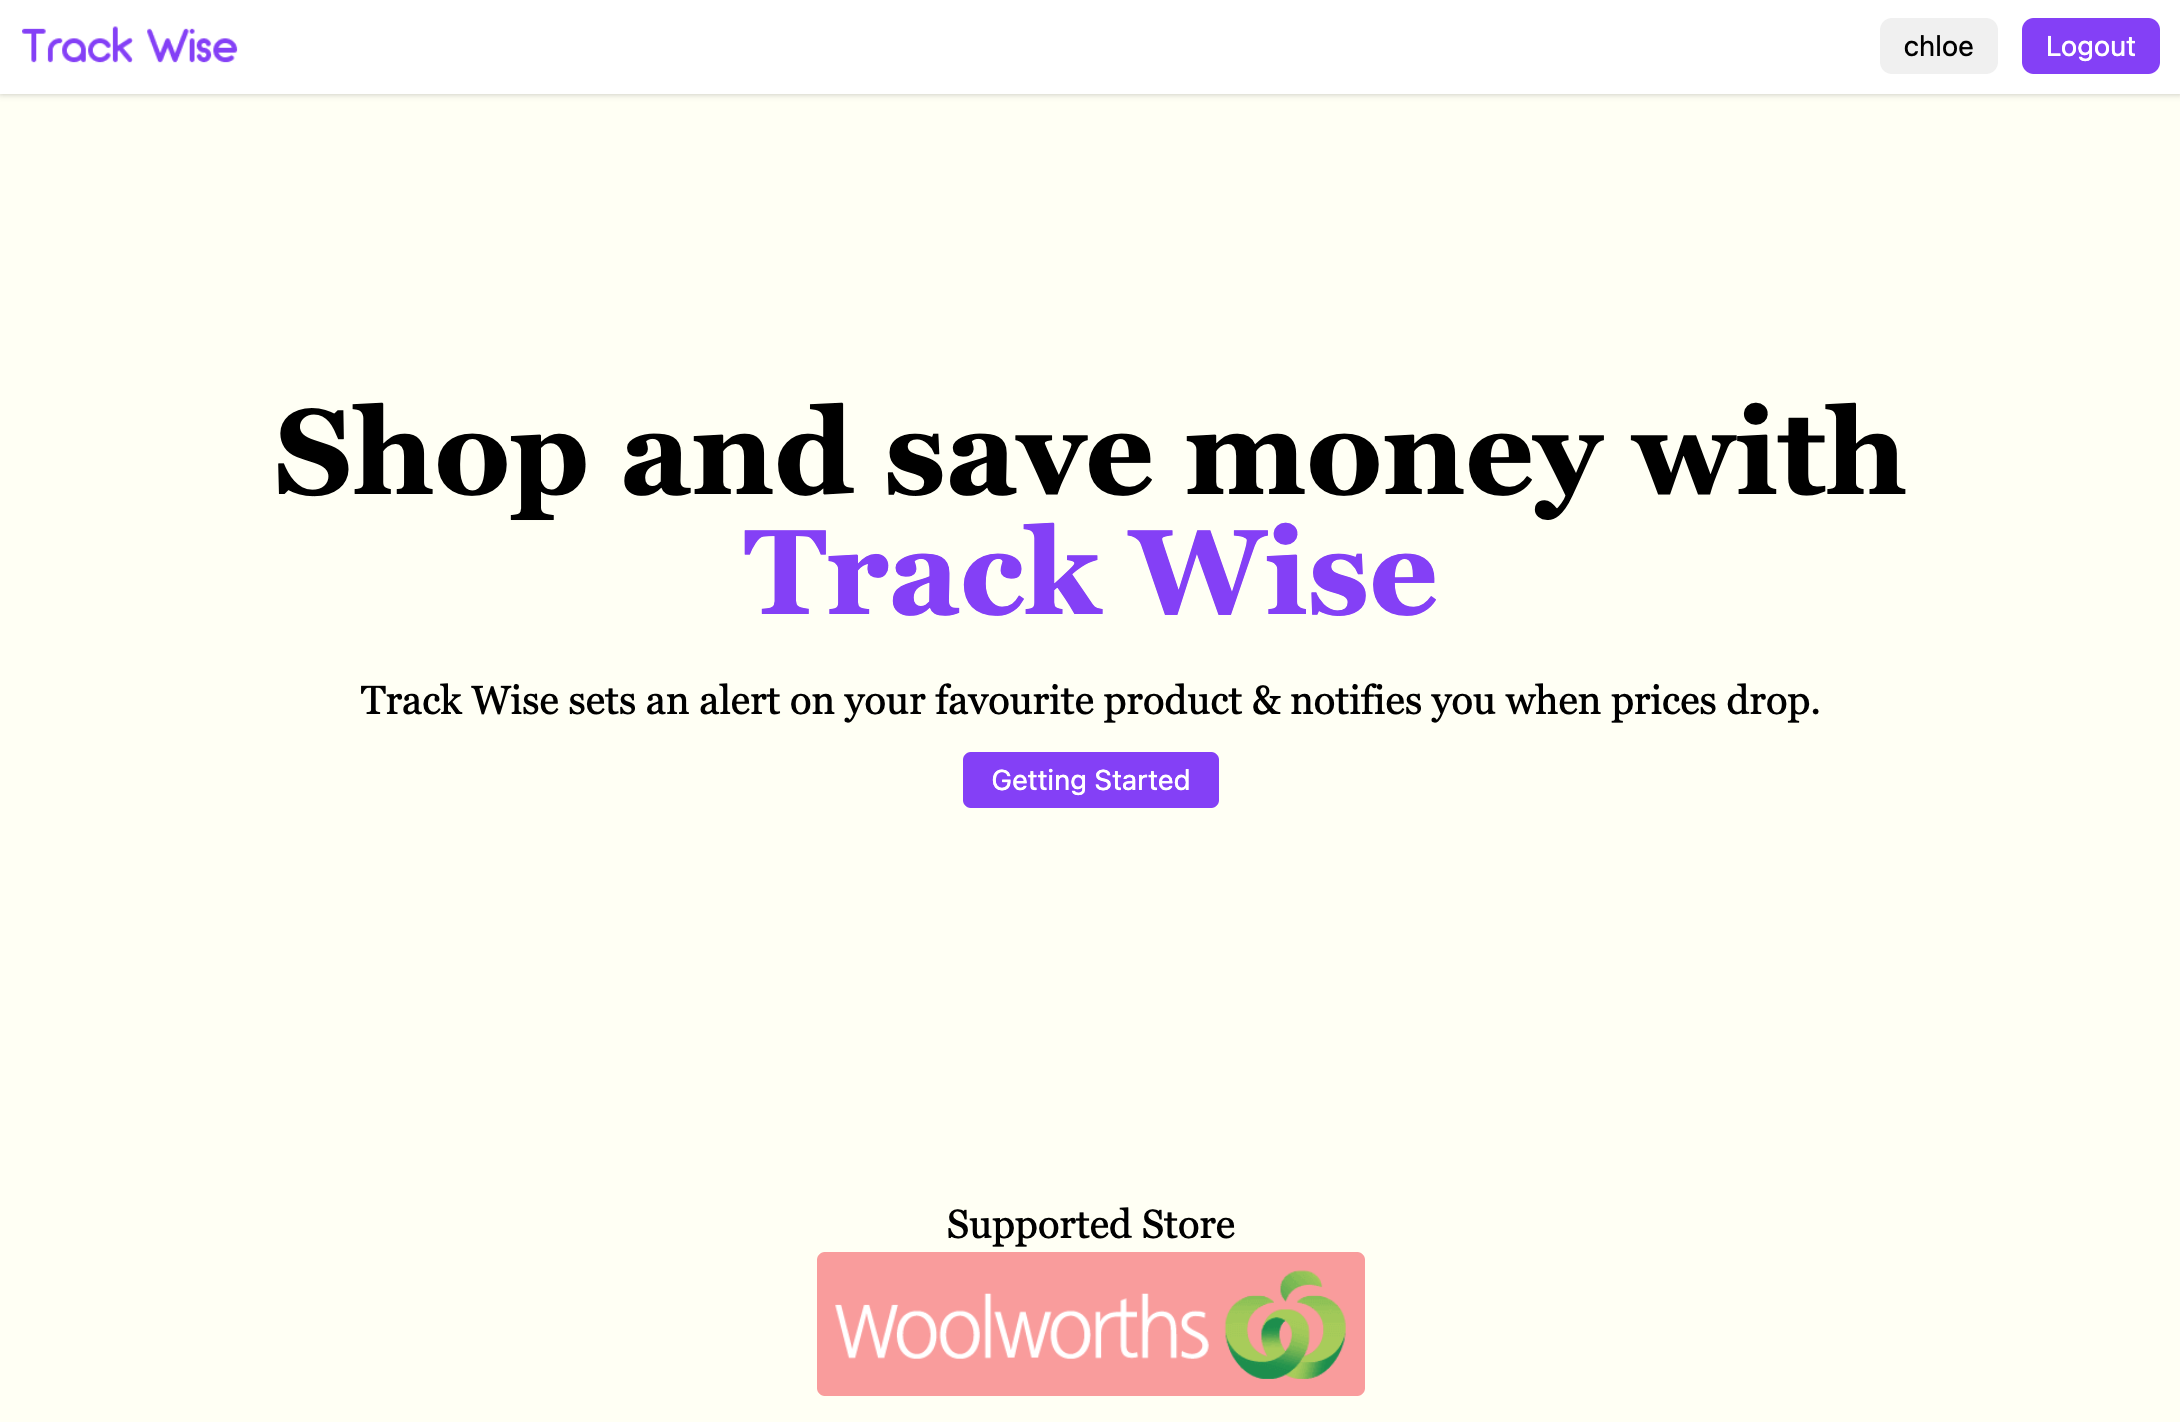 Track Wise
chloe
Logout
Shop and save money with
Track Wise
Track Wise sets an alert on your favourite product & notifies you when prices drop.
Getting Started
Supported Store
Woolworths